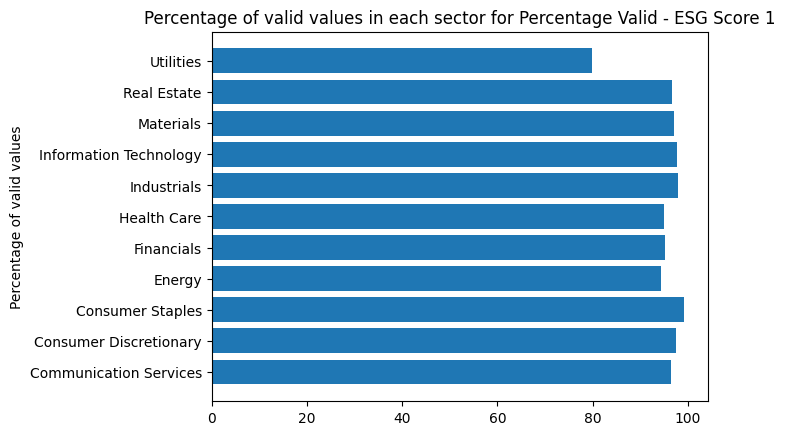 Percentage of valid values in each sector for Percentage Valid - ESG Score 1
Percentage of valid values
Utilities
Real Estate
Materials
Information Technology
Industrials
Health Care
Financials
Energy
Consumer Staples
Consumer Discretionary
Communication Services
0 20 40 60 80 100